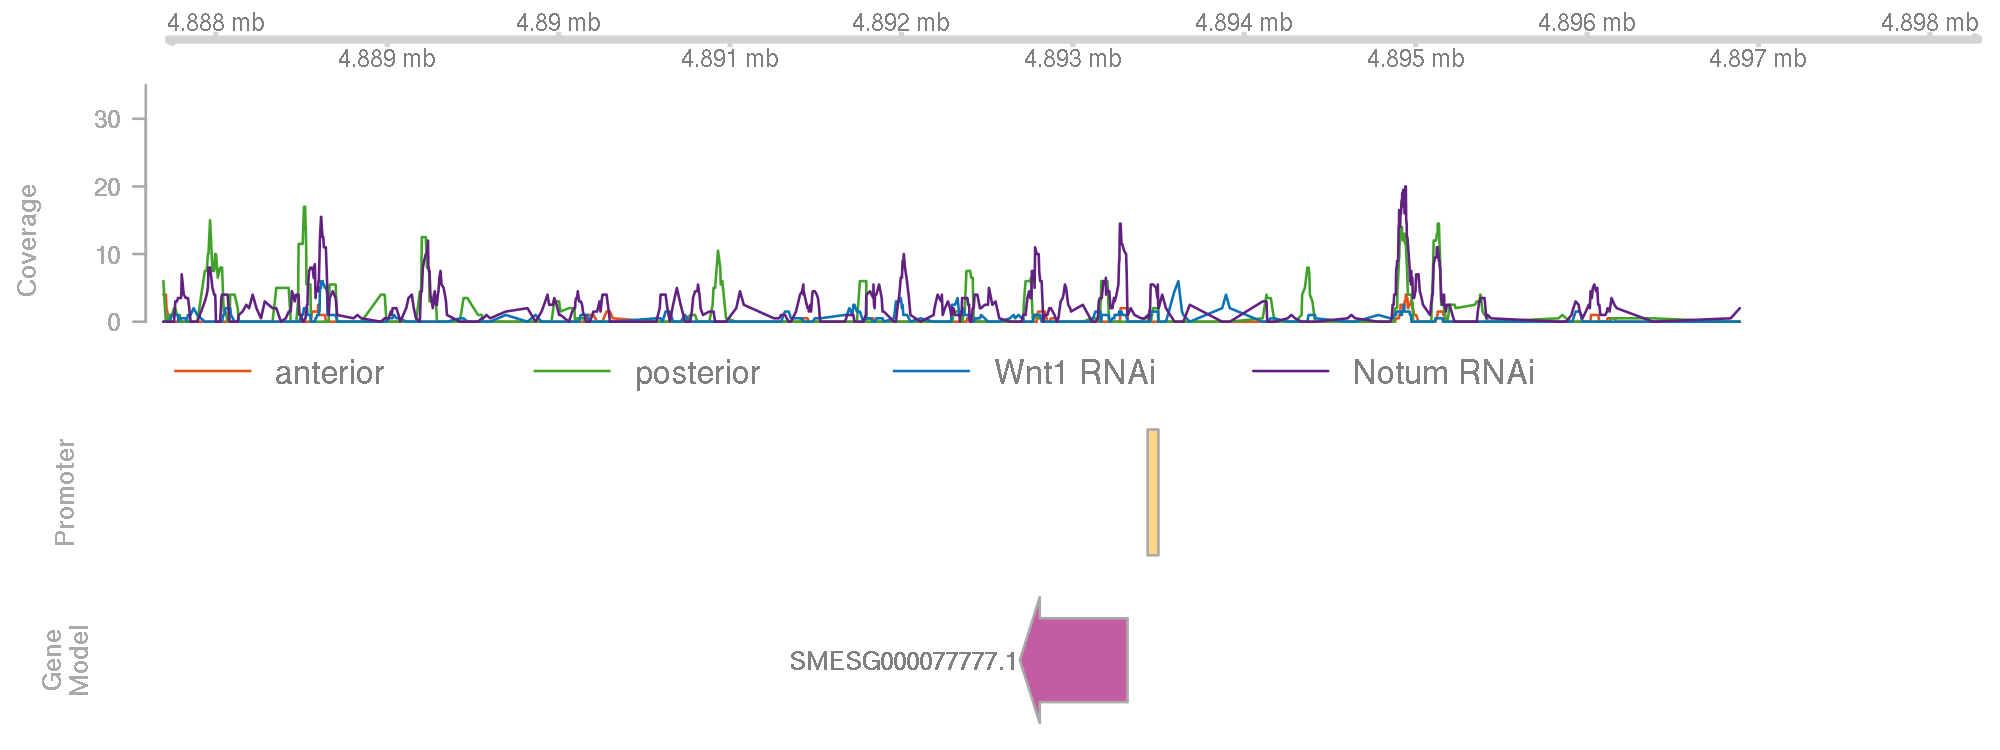 4.888 mb 4.89 mb 4.892 mb 4.894 mb 4.896 mb 4.898 mb
4.889 mb 4.891 mb 4.893 mb 4.895 mb 4.897 mb
Coverage
30
20
10
0
anterior posterior Wnt1 RNAi Notum RNAi
Promoter
Gene
Model
SMESG000077777.1